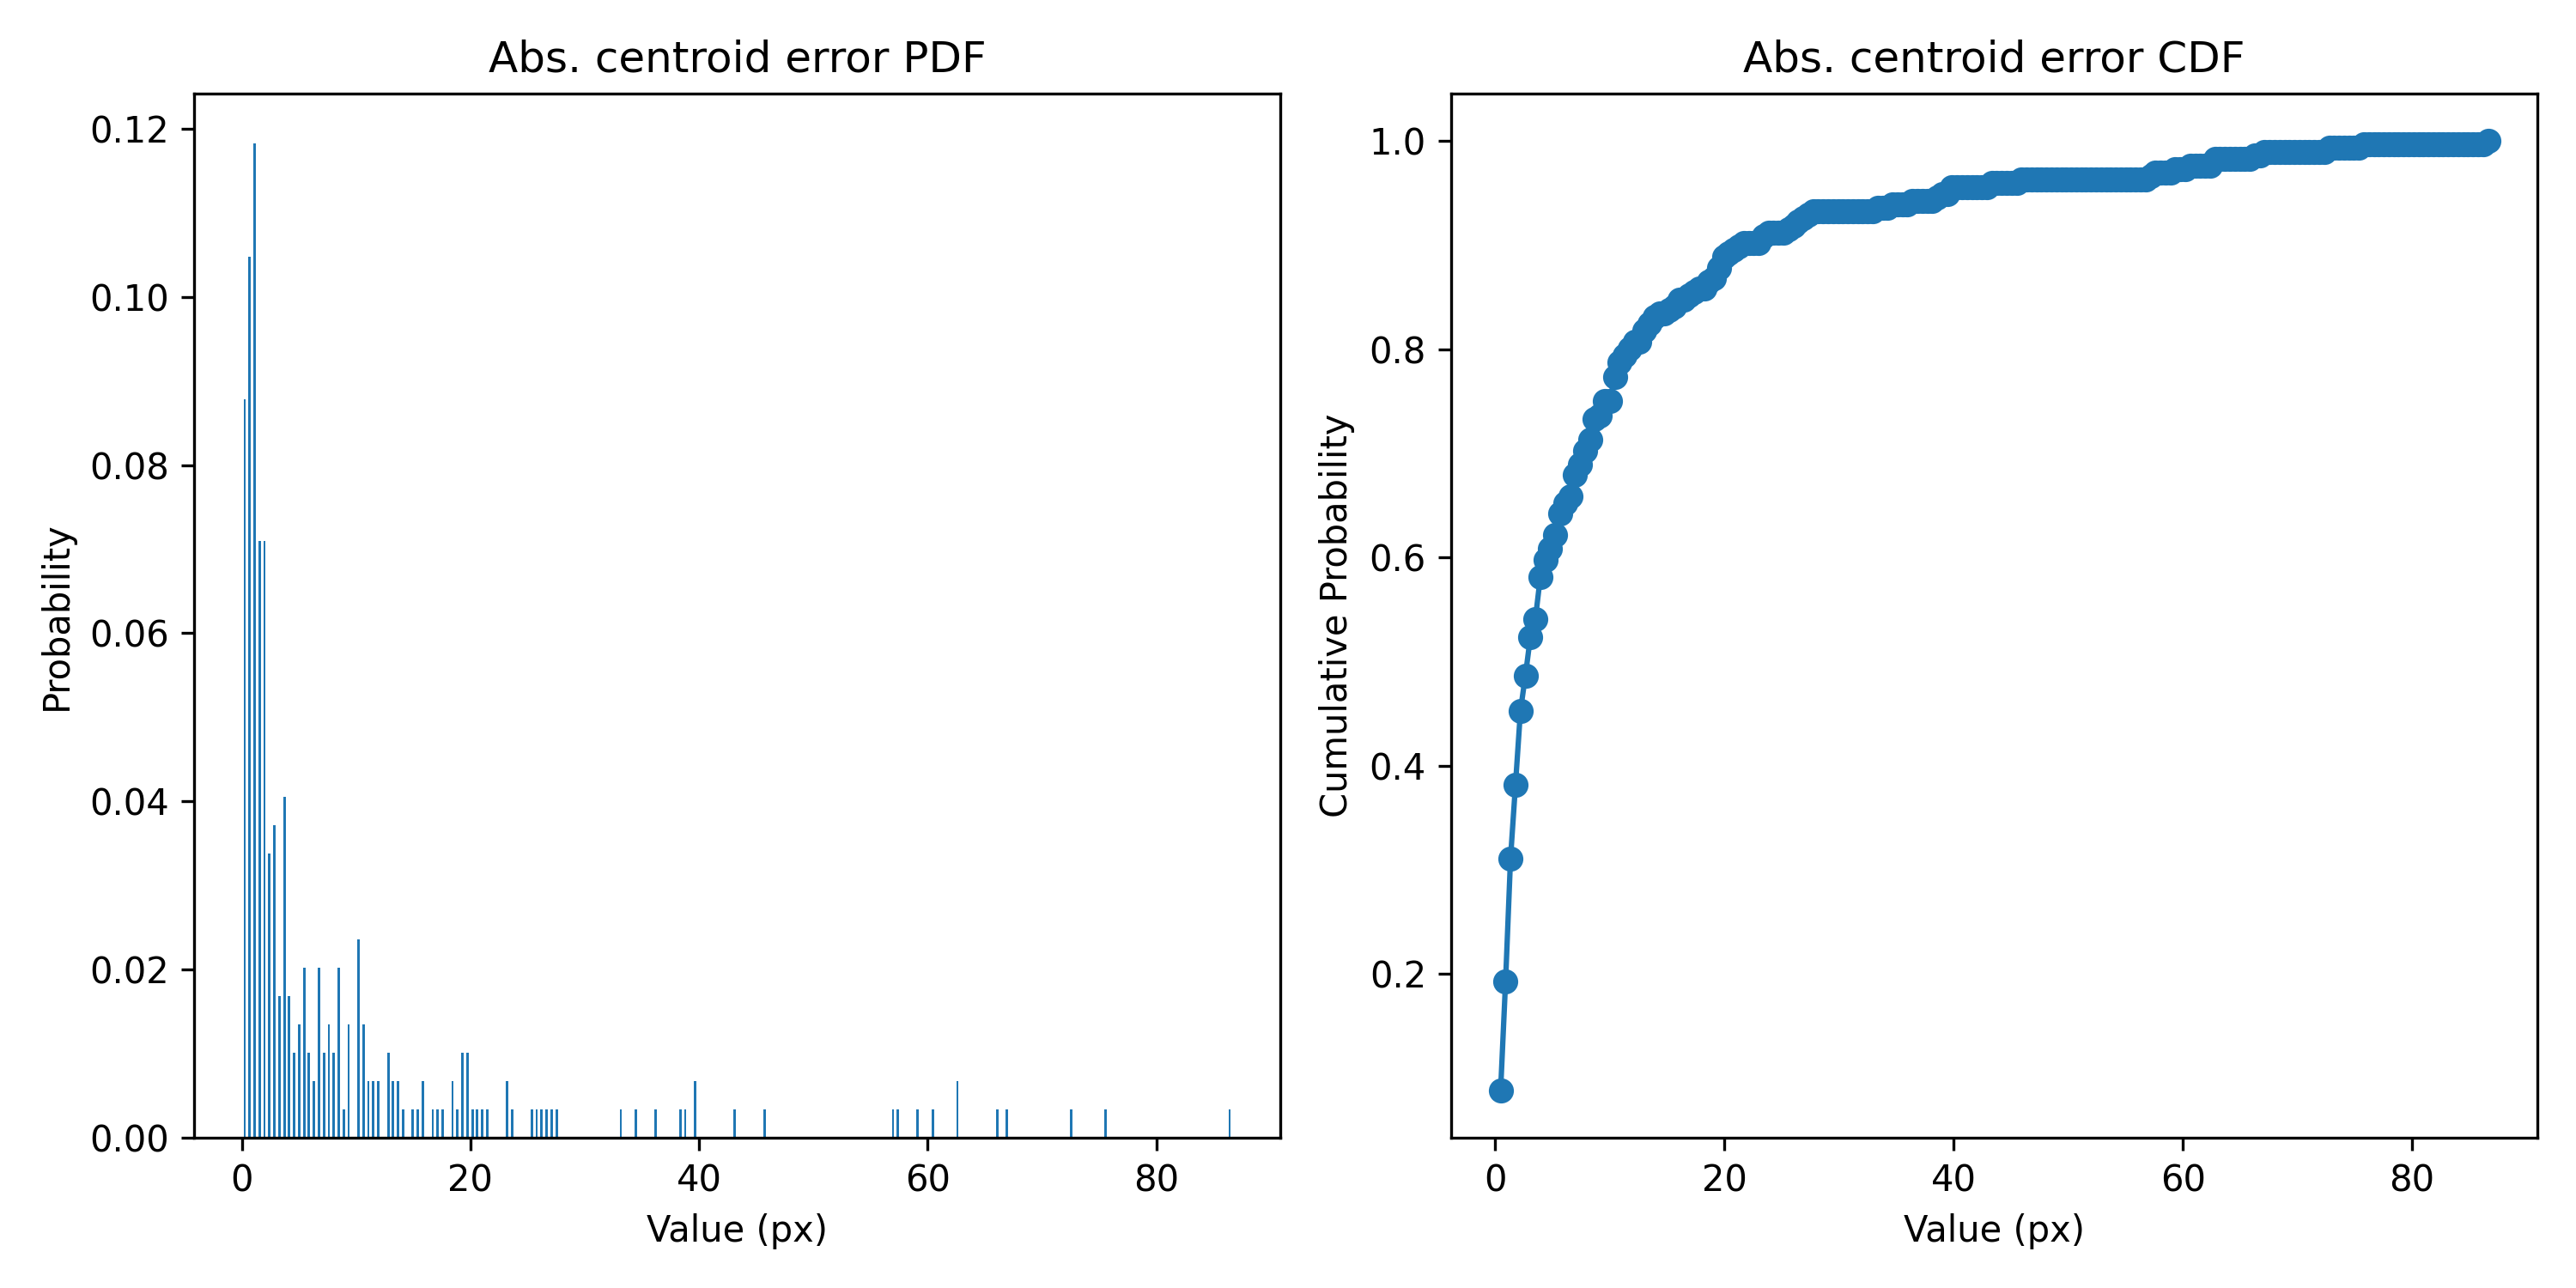 Abs. centroid error PDF
0.12
0.10
0.08
0.06
0.04
0.02
0.00
Probability
0 20 40 60 80
Value (px)
Abs. centroid error CDF
1.0
0.8
0.6
0.4
0.2
Cumulative Probability
0 20 40 60 80
Value (px)